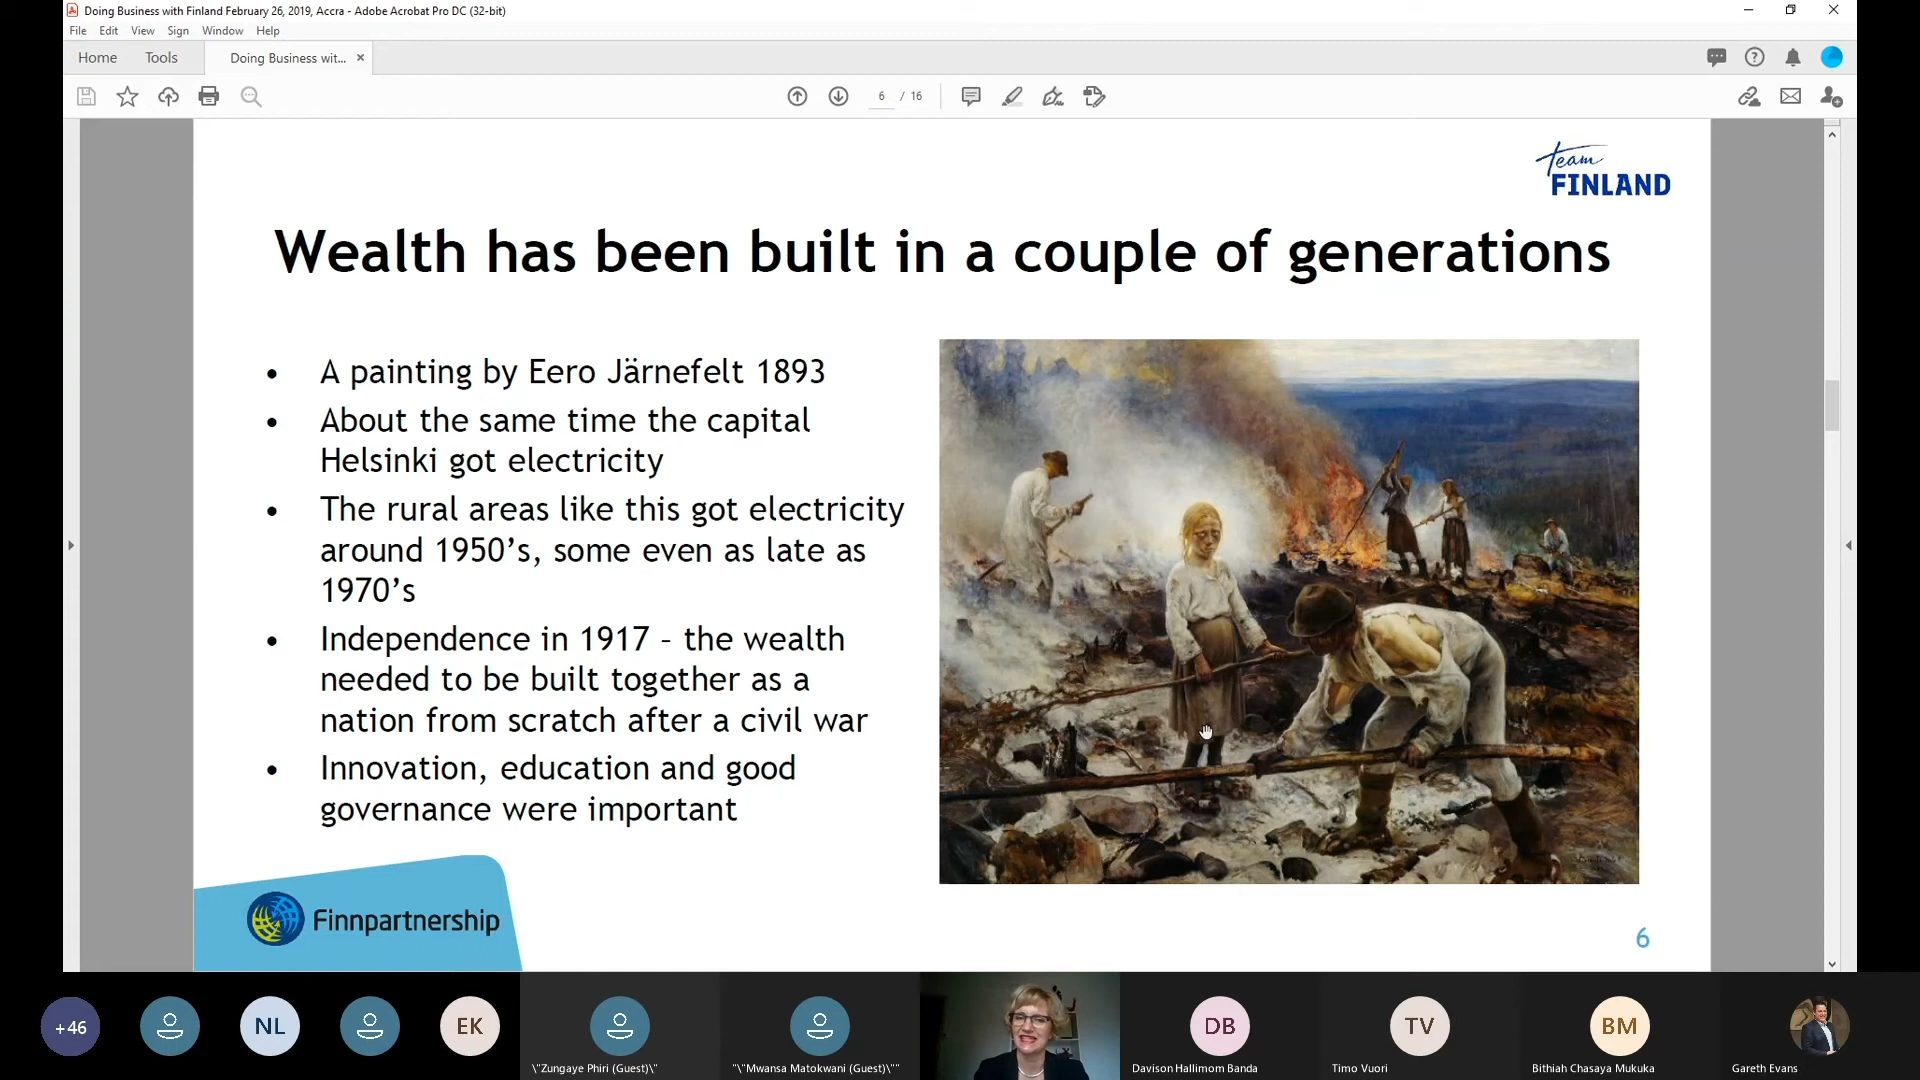 Doing Business with Finland February 26, 2019, Accra - Adobe Acrobat Pro DC (32-bit)
File Edit View Sign Window Help
Home Tools Doing Business wit... ×
6 / 16
team
FINLAND
Wealth has been built in a couple of generations
• A painting by Eero Järnefelt 1893
• About the same time the capital
Helsinki got electricity
• The rural areas like this got electricity
around 1950’s, some even as late as
1970’s
• Independence in 1917 – the wealth
needed to be built together as a
nation from scratch after a civil war
• Innovation, education and good
governance were important
Finnpartnership
6
+46 NL EK DB TV BM
\"Zungaye Phiri (Guest)\" "\"Mwansa Matokwani (Guest)\"" Davison Hallimom Banda Timo Vuori Bithiah Chasaya Mukuka Gareth Evans